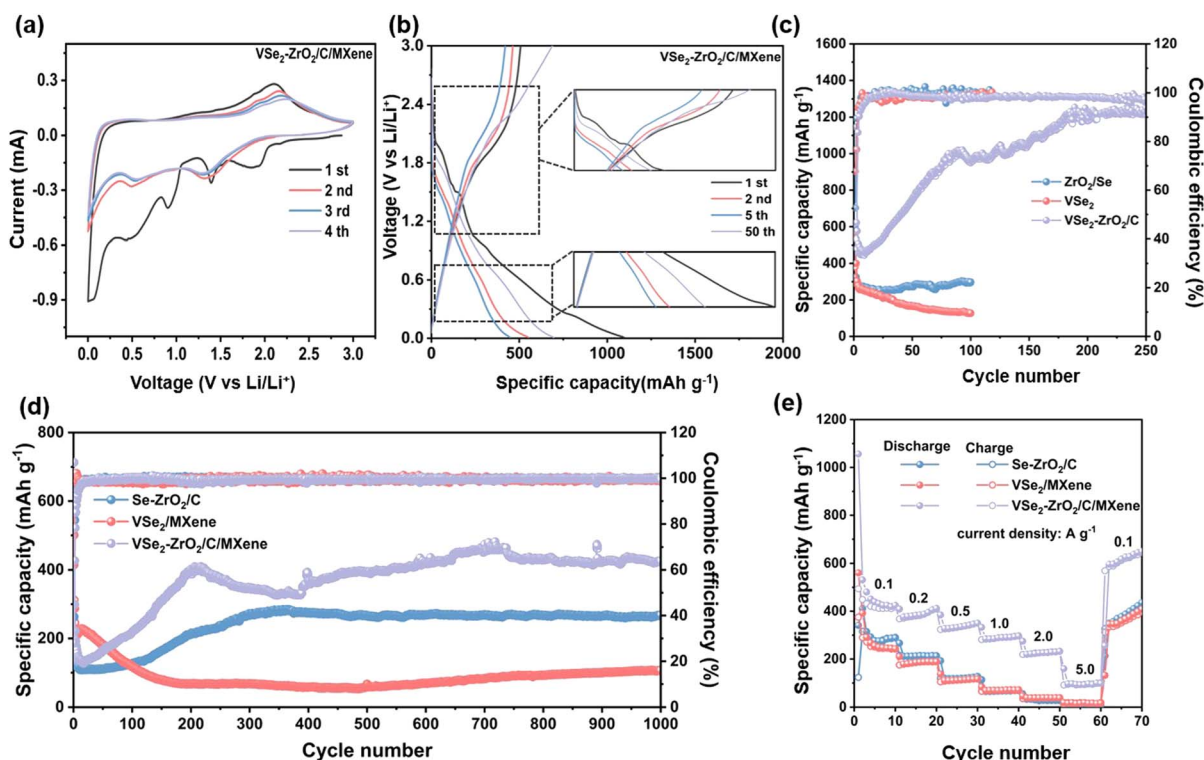 (a)
VSe₂-ZrO₂/C/MXene
0.3
0.0
-0.3
-0.6
-0.9
Current (mA)
1 st
2 nd
3 rd
4 th
0.0 0.5 1.0 1.5 2.0 2.5 3.0
Voltage (V vs Li/Li⁺)
(b)
VSe₂-ZrO₂/C/MXene
3.0
2.4
1.8
1.2
0.6
0.0
Voltage (V vs Li/Li⁺)
1 st
2 nd
5 th
50 th
0 500 1000 1500 2000
Specific capacity(mAh g⁻¹)
(c)
1600
1400
1200
1000
800
600
400
200
0
Specific capacity (mAh g⁻¹)
ZrO₂/Se
VSe₂
VSe₂-ZrO₂/C
120
100
80
60
40
20
0
Coulombic efficiency (%)
0 50 100 150 200 250
Cycle number
(d)
800
700
600
500
400
300
200
100
0
Specific capacity (mAh g⁻¹)
Se-ZrO₂/C
VSe₂/MXene
VSe₂-ZrO₂/C/MXene
120
100
80
60
40
20
0
Coulombic efficiency (%)
0 100 200 300 400 500 600 700 800 900 1000
Cycle number
(e)
1200
1000
800
600
400
200
0
Specific capacity (mAh g⁻¹)
Discharge Charge
Se-ZrO₂/C
VSe₂/MXene
VSe₂-ZrO₂/C/MXene
current density: A g⁻¹
0.1
0.2
0.5
1.0
2.0
5.0
0.1
0 10 20 30 40 50 60 70
Cycle number